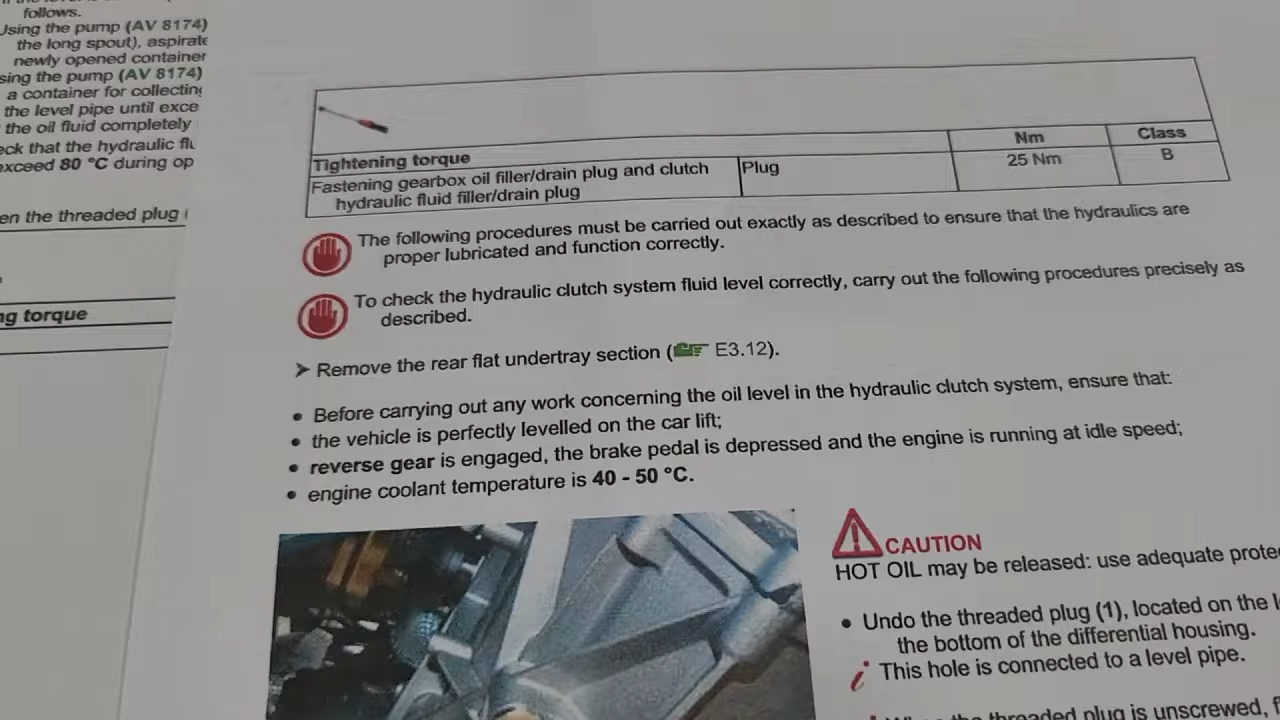 follows.
Using the pump (AV 8174)
the long spout), aspirate
newly opened container
sing the pump (AV 8174)
a container for collecting
the level pipe until exce
the oil fluid completely
eck that the hydraulic flu
exceed 80 °C during op
en the threaded plug (
ng torque
Nm
Class
Tightening torque
Fastening gearbox oil filler/drain plug and clutch
hydraulic fluid filler/drain plug
Plug
25 Nm
B
The following procedures must be carried out exactly as described to ensure that the hydraulics are
proper lubricated and function correctly.
To check the hydraulic clutch system fluid level correctly, carry out the following procedures precisely as
described.
➤ Remove the rear flat undertray section ( E3.12).
• Before carrying out any work concerning the oil level in the hydraulic clutch system, ensure that:
• the vehicle is perfectly levelled on the car lift;
• reverse gear is engaged, the brake pedal is depressed and the engine is running at idle speed;
• engine coolant temperature is 40 - 50 °C.
CAUTION
HOT OIL may be released: use adequate prote
• Undo the threaded plug (1), located on the l
the bottom of the differential housing.
i This hole is connected to a level pipe.
the threaded plug is unscrewed, f